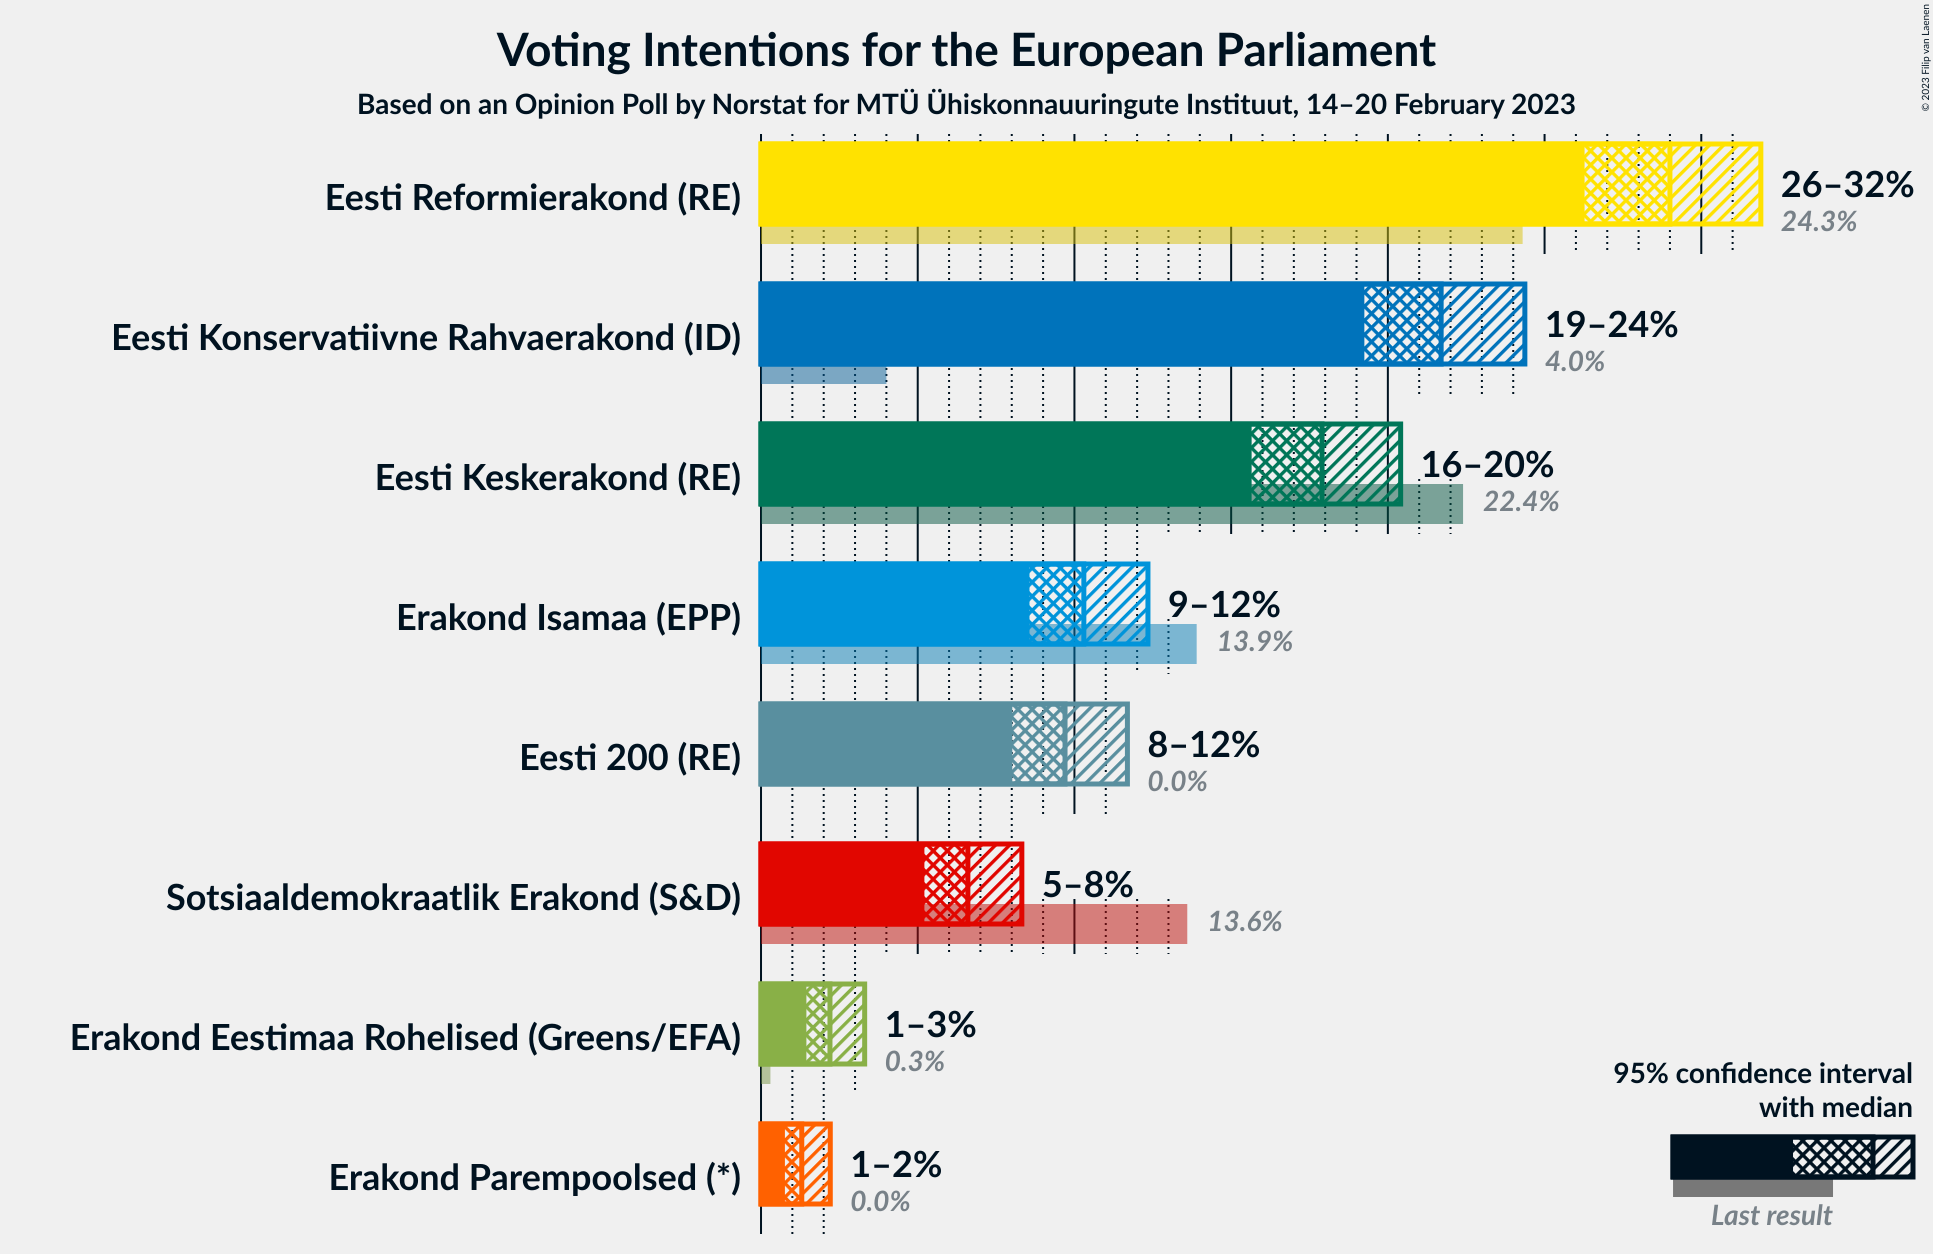 Voting Intentions for the European Parliament
Based on an Opinion Poll by Norstat for MTÜ Ühiskonnauuringute Instituut, 14–20 February 2023
© 2023 Filip van Laenen
Eesti Reformierakond (RE)
26–32%
24.3%
Eesti Konservatiivne Rahvaerakond (ID)
19–24%
4.0%
Eesti Keskerakond (RE)
16–20%
22.4%
Erakond Isamaa (EPP)
9–12%
13.9%
Eesti 200 (RE)
8–12%
0.0%
Sotsiaaldemokraatlik Erakond (S&D)
5–8%
13.6%
Erakond Eestimaa Rohelised (Greens/EFA)
1–3%
0.3%
Erakond Parempoolsed (*)
1–2%
0.0%
95% confidence interval
with median
Last result